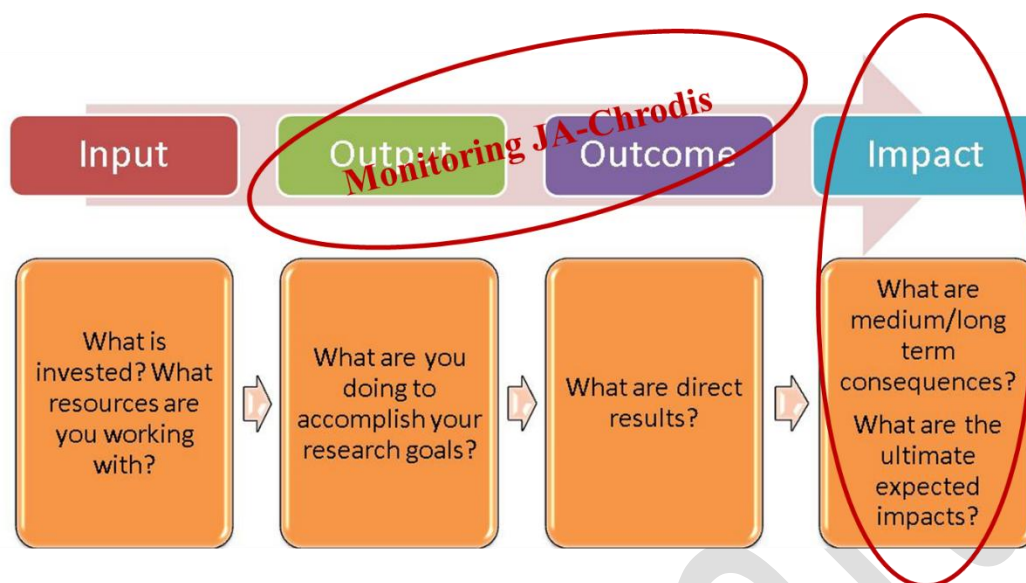 Monitoring JA-Chrodis
Input
Output
Outcome
Impact
What is
invested? What
resources are
you working
with?
What are you
doing to
accomplish your
research goals?
What are direct
results?
What are
medium/long
term
consequences?
What are the
ultimate
expected
impacts?